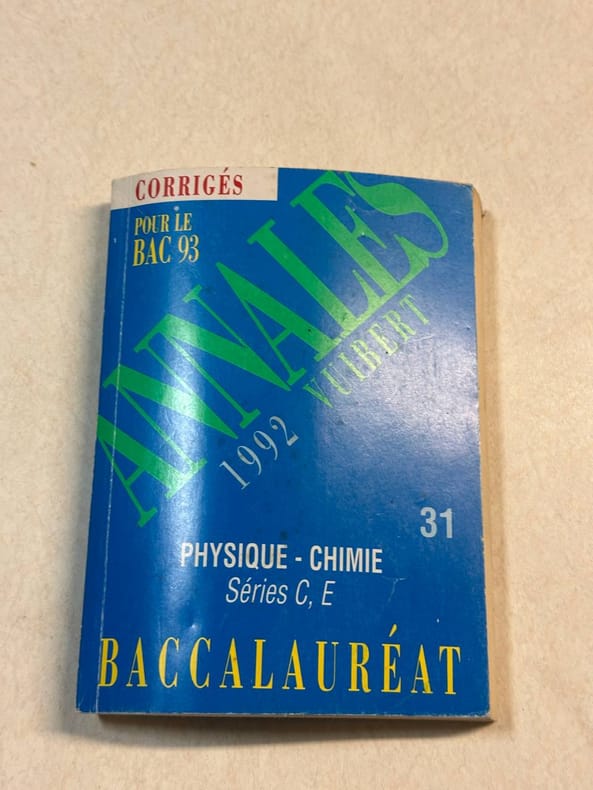 CORRIGÉS
POUR LE
BAC 93
ANNALES
1992 VUIBERT
31
PHYSIQUE - CHIMIE
Séries C, E
BACCALAURÉAT